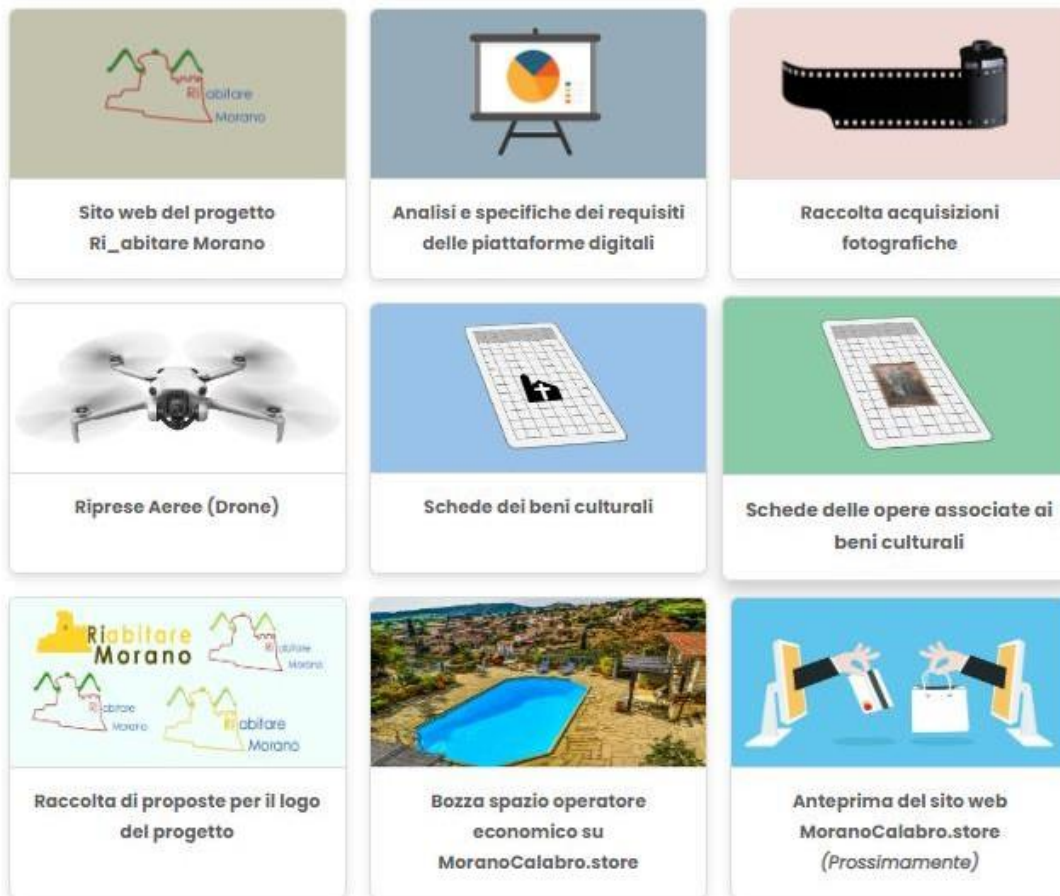 Ri abitare
Morano
Sito web del progetto
Ri_abitare Morano
Analisi e specifiche dei requisiti
delle piattaforme digitali
Raccolta acquisizioni
fotografiche
Riprese Aeree (Drone)
Schede dei beni culturali
Schede delle opere associate ai
beni culturali
Riabitare
Morano
Ri abitare
Morano
Ri abitare
Morano
Ri abitare
Morano
Raccolta di proposte per il logo
del progetto
Bozza spazio operatore
economico su
MoranoCalabro.store
Anteprima del sito web
MoranoCalabro.store
(Prossimamente)